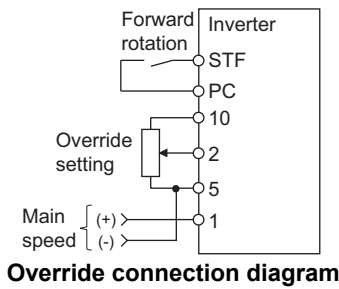 Forward
rotation
Inverter
STF
PC
10
Override
setting
2
5
Main
speed
(+)
(-)
1
Override connection diagram